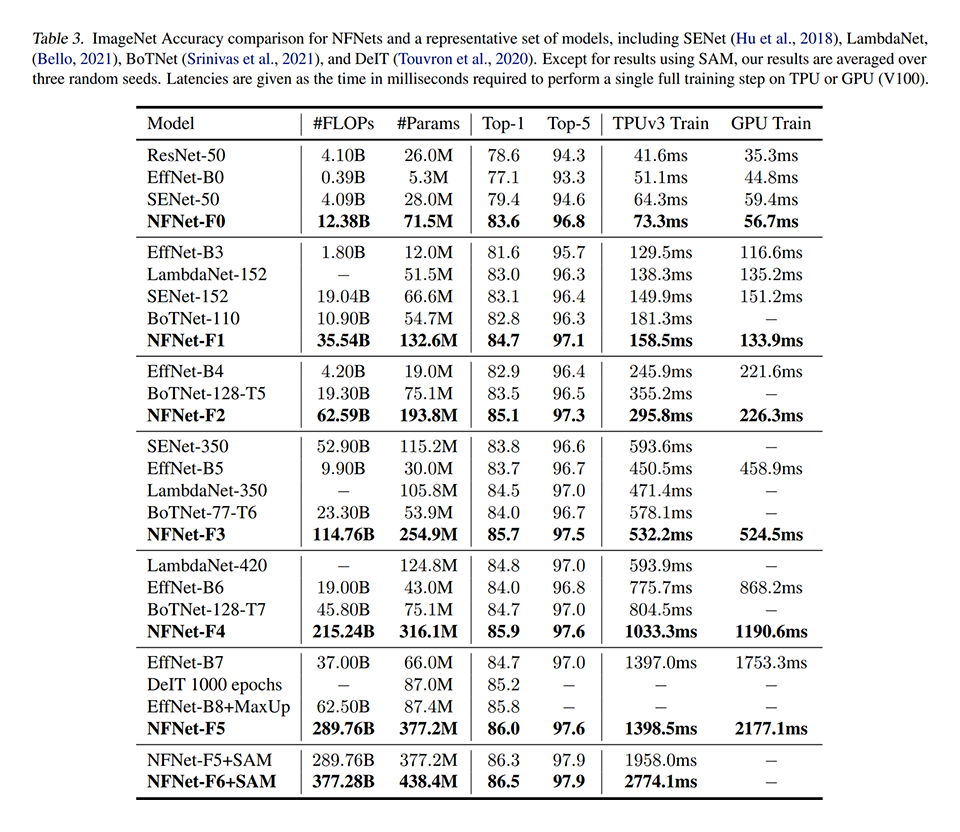 Table 3. ImageNet Accuracy comparison for NFNets and a representative set of models, including SENet (Hu et al., 2018), LambdaNet,
(Bello, 2021), BoTNet (Srinivas et al., 2021), and DeIT (Touvron et al., 2020). Except for results using SAM, our results are averaged over
three random seeds. Latencies are given as the time in milliseconds required to perform a single full training step on TPU or GPU (V100).
Model #FLOPs #Params Top-1 Top-5 TPUv3 Train GPU Train
ResNet-50 4.10B 26.0M 78.6 94.3 41.6ms 35.3ms
EffNet-B0 0.39B 5.3M 77.1 93.3 51.1ms 44.8ms
SENet-50 4.09B 28.0M 79.4 94.6 64.3ms 59.4ms
NFNet-F0 12.38B 71.5M 83.6 96.8 73.3ms 56.7ms
EffNet-B3 1.80B 12.0M 81.6 95.7 129.5ms 116.6ms
LambdaNet-152 – 51.5M 83.0 96.3 138.3ms 135.2ms
SENet-152 19.04B 66.6M 83.1 96.4 149.9ms 151.2ms
BoTNet-110 10.90B 54.7M 82.8 96.3 181.3ms –
NFNet-F1 35.54B 132.6M 84.7 97.1 158.5ms 133.9ms
EffNet-B4 4.20B 19.0M 82.9 96.4 245.9ms 221.6ms
BoTNet-128-T5 19.30B 75.1M 83.5 96.5 355.2ms –
NFNet-F2 62.59B 193.8M 85.1 97.3 295.8ms 226.3ms
SENet-350 52.90B 115.2M 83.8 96.6 593.6ms –
EffNet-B5 9.90B 30.0M 83.7 96.7 450.5ms 458.9ms
LambdaNet-350 – 105.8M 84.5 97.0 471.4ms –
BoTNet-77-T6 23.30B 53.9M 84.0 96.7 578.1ms –
NFNet-F3 114.76B 254.9M 85.7 97.5 532.2ms 524.5ms
LambdaNet-420 – 124.8M 84.8 97.0 593.9ms –
EffNet-B6 19.00B 43.0M 84.0 96.8 775.7ms 868.2ms
BoTNet-128-T7 45.80B 75.1M 84.7 97.0 804.5ms –
NFNet-F4 215.24B 316.1M 85.9 97.6 1033.3ms 1190.6ms
EffNet-B7 37.00B 66.0M 84.7 97.0 1397.0ms 1753.3ms
DeIT 1000 epochs – 87.0M 85.2 – – –
EffNet-B8+MaxUp 62.50B 87.4M 85.8 – – –
NFNet-F5 289.76B 377.2M 86.0 97.6 1398.5ms 2177.1ms
NFNet-F5+SAM 289.76B 377.2M 86.3 97.9 1958.0ms –
NFNet-F6+SAM 377.28B 438.4M 86.5 97.9 2774.1ms –